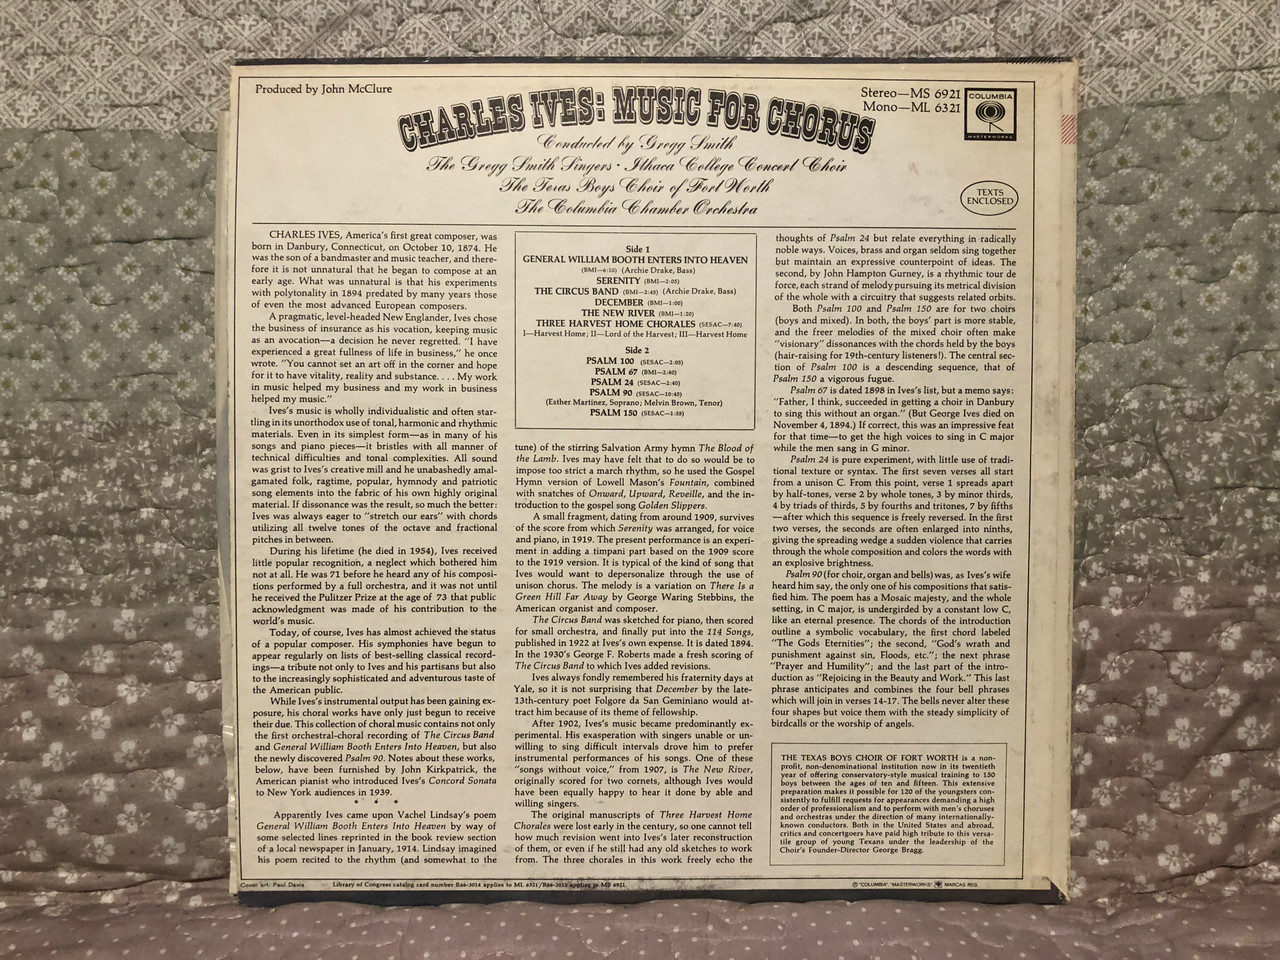 Produced by John McClure
CHARLES IVES: MUSIC FOR CHORUS
Conducted by Gregg Smith
The Gregg Smith Singers · Ithaca College Concert Choir
The Texas Boys Choir of Fort Worth
The Columbia Chamber Orchestra
Stereo—MS 6921
Mono—ML 6321
COLUMBIA
MASTERWORKS
TEXTS
ENCLOSED
CHARLES IVES, America's first great composer, was
born in Danbury, Connecticut, on October 10, 1874. He
was the son of a bandmaster and music teacher, and there-
fore it is not unnatural that he began to compose at an
early age. What was unnatural is that his experiments
with polytonality in 1894 predated by many years those
of even the most advanced European composers.
A pragmatic, level-headed New Englander, Ives chose
the business of insurance as his vocation, keeping music
as an avocation—a decision he never regretted. "I have
experienced a great fullness of life in business," he once
wrote. "You cannot set an art off in the corner and hope
for it to have vitality, reality and substance. . . . My work
in music helped my business and my work in business
helped my music."
Ives's music is wholly individualistic and often star-
tling in its unorthodox use of tonal, harmonic and rhythmic
materials. Even in its simplest form—as in many of his
songs and piano pieces—it bristles with all manner of
technical difficulties and tonal complexities. All sound
was grist to Ives's creative mill and he unabashedly amal-
gamated folk, ragtime, popular, hymnody and patriotic
song elements into the fabric of his own highly original
material. If dissonance was the result, so much the better:
Ives was always eager to "stretch our ears" with chords
utilizing all twelve tones of the octave and fractional
pitches in between.
During his lifetime (he died in 1954), Ives received
little popular recognition, a neglect which bothered him
not at all. He was 71 before he heard any of his composi-
tions performed by a full orchestra, and it was not until
he received the Pulitzer Prize at the age of 73 that public
acknowledgment was made of his contribution to the
world's music.
Today, of course, Ives has almost achieved the status
of a popular composer. His symphonies have begun to
appear regularly on lists of best-selling classical record-
ings—a tribute not only to Ives and his partisans but also
to the increasingly sophisticated and adventurous taste of
the American public.
While Ives's instrumental output has been gaining ex-
posure, his choral works have only just begun to receive
their due. This collection of choral music contains not only
the first orchestral-choral recording of The Circus Band
and General William Booth Enters Into Heaven, but also
the newly discovered Psalm 90. Notes about these works,
below, have been furnished by John Kirkpatrick, the
American pianist who introduced Ives's Concord Sonata
to New York audiences in 1939.
* * *
Apparently Ives came upon Vachel Lindsay's poem
General William Booth Enters Into Heaven by way of
some selected lines reprinted in the book review section
of a local newspaper in January, 1914. Lindsay imagined
his poem recited to the rhythm (and somewhat to the
Side 1
GENERAL WILLIAM BOOTH ENTERS INTO HEAVEN
(BMI—6:10) (Archie Drake, Bass)
SERENITY (BMI—2:05)
THE CIRCUS BAND (BMI—2:45) (Archie Drake, Bass)
DECEMBER (BMI—1:00)
THE NEW RIVER (BMI—1:20)
THREE HARVEST HOME CHORALES (SESAC—7:40)
I—Harvest Home; II—Lord of the Harvest; III—Harvest Home
Side 2
PSALM 100 (SESAC—2:05)
PSALM 67 (BMI—2:40)
PSALM 24 (SESAC—2:40)
PSALM 90 (SESAC—10:45)
(Esther Martinez, Soprano; Melvin Brown, Tenor)
PSALM 150 (SESAC—1:55)
tune) of the stirring Salvation Army hymn The Blood of
the Lamb. Ives may have felt that to do so would be to
impose too strict a march rhythm, so he used the Gospel
Hymn version of Lowell Mason's Fountain, combined
with snatches of Onward, Upward, Reveille, and the in-
troduction to the gospel song Golden Slippers.
A small fragment, dating from around 1909, survives
of the score from which Serenity was arranged, for voice
and piano, in 1919. The present performance is an experi-
ment in adding a timpani part based on the 1909 score
to the 1919 version. It is typical of the kind of song that
Ives would want to depersonalize through the use of
unison chorus. The melody is a variation on There Is a
Green Hill Far Away by George Waring Stebbins, the
American organist and composer.
The Circus Band was sketched for piano, then scored
for small orchestra, and finally put into the 114 Songs,
published in 1922 at Ives's own expense. It is dated 1894.
In the 1930's George F. Roberts made a fresh scoring of
The Circus Band to which Ives added revisions.
Ives always fondly remembered his fraternity days at
Yale, so it is not surprising that December by the late-
13th-century poet Folgore da San Geminiano would at-
tract him because of its theme of fellowship.
After 1902, Ives's music became predominantly ex-
perimental. His exasperation with singers unable or un-
willing to sing difficult intervals drove him to prefer
instrumental performances of his songs. One of these
"songs without voice," from 1907, is The New River,
originally scored for two cornets, although Ives would
have been equally happy to hear it done by able and
willing singers.
The original manuscripts of Three Harvest Home
Chorales were lost early in the century, so one cannot tell
how much revision went into Ives's later reconstruction
of them, or even if he still had any old sketches to work
from. The three chorales in this work freely echo the
thoughts of Psalm 24 but relate everything in radically
noble ways. Voices, brass and organ seldom sing together
but maintain an expressive counterpoint of ideas. The
second, by John Hampton Gurney, is a rhythmic tour de
force, each strand of melody pursuing its metrical division
of the whole with a circuitry that suggests related orbits.
Both Psalm 100 and Psalm 150 are for two choirs
(boys and mixed). In both, the boys' part is more stable,
and the freer melodies of the mixed choir often make
"visionary" dissonances with the chords held by the boys
(hair-raising for 19th-century listeners!). The central sec-
tion of Psalm 100 is a descending sequence, that of
Psalm 150 a vigorous fugue.
Psalm 67 is dated 1898 in Ives's list, but a memo says:
"Father, I think, succeeded in getting a choir in Danbury
to sing this without an organ." (But George Ives died on
November 4, 1894.) If correct, this was an impressive feat
for that time—to get the high voices to sing in C major
while the men sang in G minor.
Psalm 24 is pure experiment, with little use of tradi-
tional texture or syntax. The first seven verses all start
from a unison C. From this point, verse 1 spreads apart
by half-tones, verse 2 by whole tones, 3 by minor thirds,
4 by triads of thirds, 5 by fourths and tritones, 7 by fifths
—after which this sequence is freely reversed. In the first
two verses, the seconds are often enlarged into ninths,
giving the spreading wedge a sudden violence that carries
through the whole composition and colors the words with
an explosive brightness.
Psalm 90 (for choir, organ and bells) was, as Ives's wife
heard him say, the only one of his compositions that satis-
fied him. The poem has a Mosaic majesty, and the whole
setting, in C major, is undergirded by a constant low C,
like an eternal presence. The chords of the introduction
outline a symbolic vocabulary, the first chord labeled
"The Gods Eternities"; the second, "God's wrath and
punishment against sin, Floods, etc."; the next phrase
"Prayer and Humility"; and the last part of the intro-
duction as "Rejoicing in the Beauty and Work." This last
phrase anticipates and combines the four bell phrases
which will join in verses 14-17. The bells never alter these
four shapes but voice them with the steady simplicity of
birdcalls or the worship of angels.
THE TEXAS BOYS CHOIR OF FORT WORTH is a non-
profit, non-denominational institution now in its twentieth
year of offering conservatory-style musical training to 150
boys between the ages of ten and fifteen. This extensive
preparation makes it possible for 120 of the youngsters con-
sistently to fulfill requests for appearances demanding a high
order of professionalism and to perform with men's choruses
and orchestras under the direction of many internationally-
known conductors. Both in the United States and abroad,
critics and concertgoers have paid high tribute to this versa-
tile group of young Texans under the leadership of the
Choir's Founder-Director George Bragg.
Cover art: Paul Davis
Library of Congress catalog card number R66-3014 applies to ML 6321/R66-3015 applies to MS 6921.
© "COLUMBIA", "MASTERWORKS", MARCAS REG.